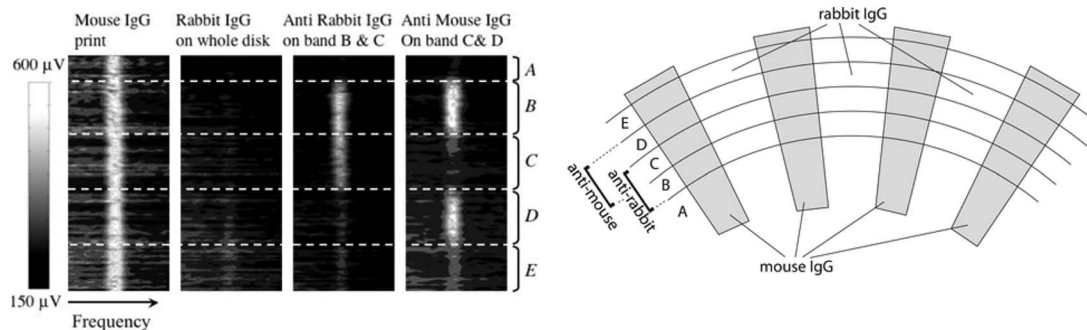 Mouse IgG
print
Rabbit IgG
on whole disk
Anti Rabbit IgG
on band B & C
Anti Mouse IgG
On band C& D
600 µV
150 µV
A
B
C
D
E
Frequency
rabbit IgG
E
D
C
B
A
anti-mouse
anti-rabbit
mouse IgG